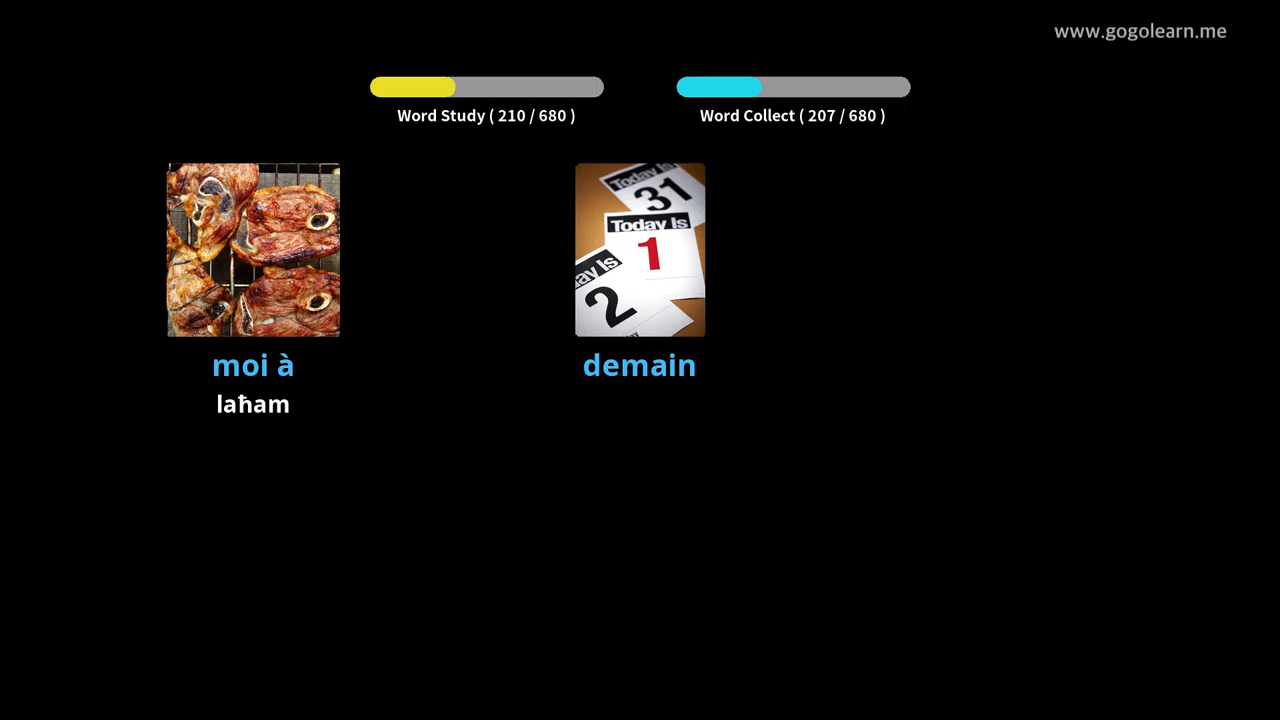 www.gogolearn.me
Word Study ( 210 / 680 )
Word Collect ( 207 / 680 )
Today Is
31
Today Is
1
ay Is
2
moi à
demain
laħam